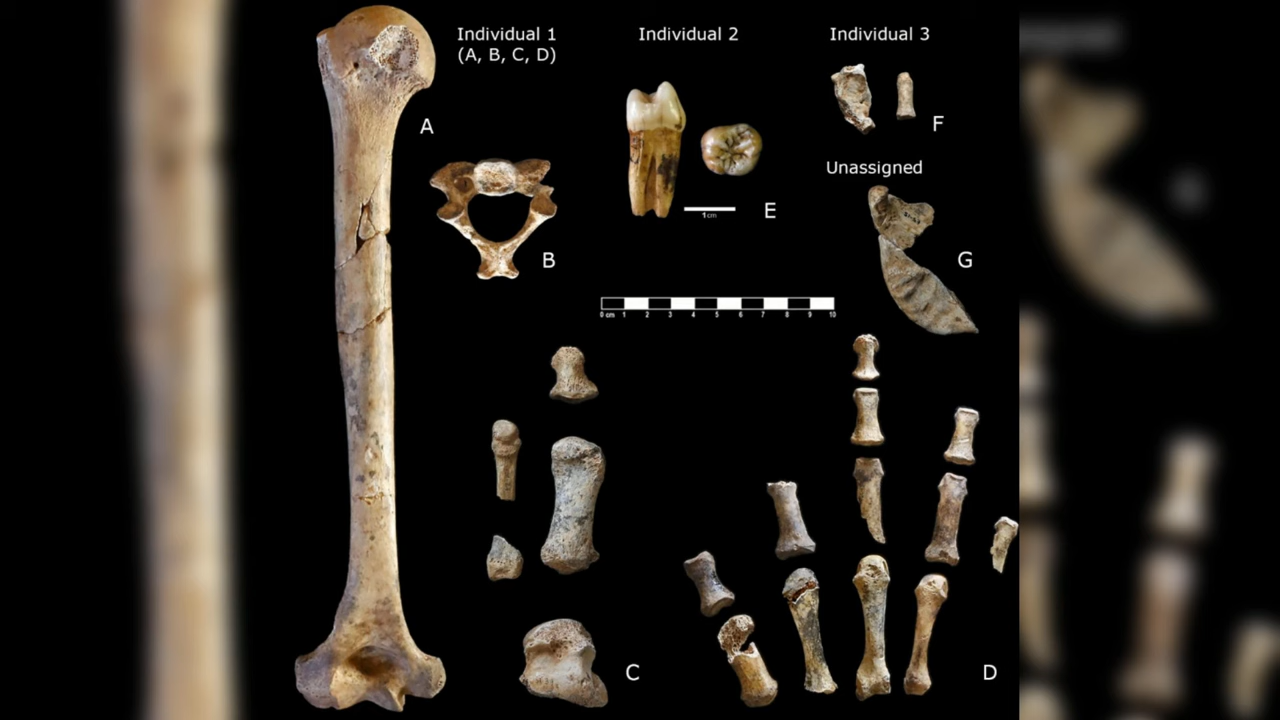 Individual 1
(A, B, C, D)
Individual 2
Individual 3
A
F
Unassigned
E
1cm
B
G
0 cm 1 2 3 4 5 6 7 8 9 10
C
D